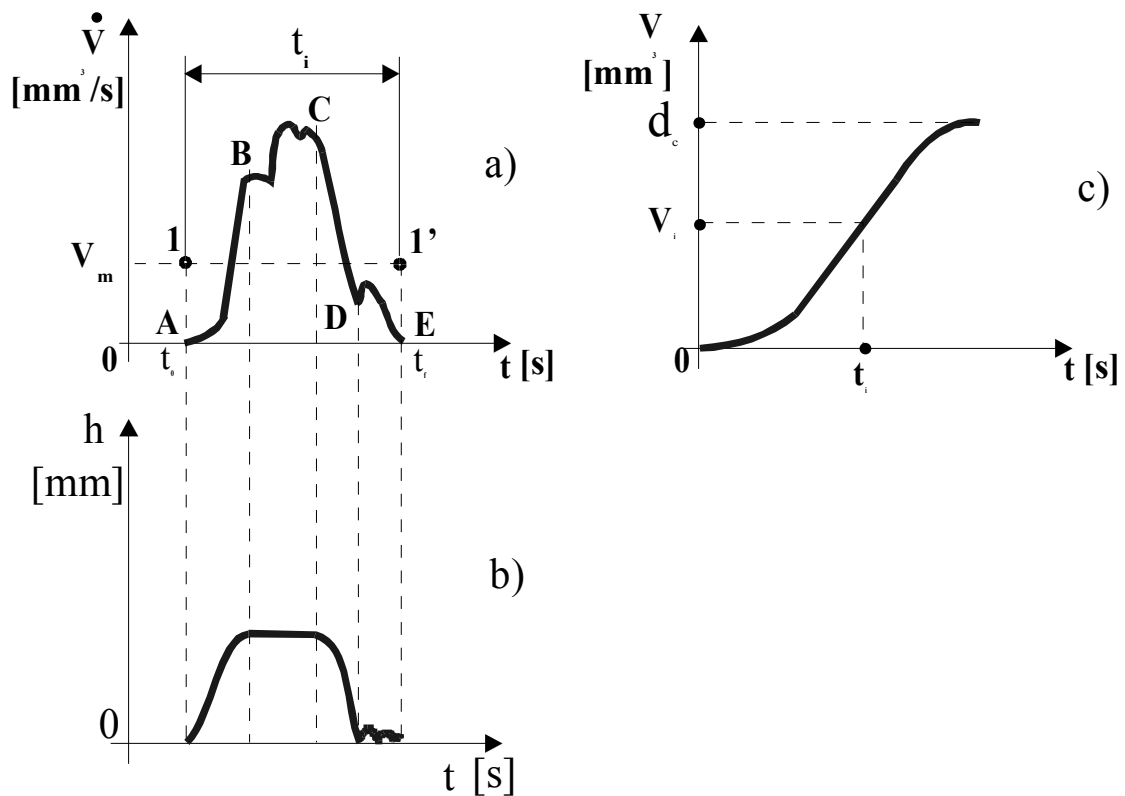 V̇
[mm³/s]
t_i
C
B
a)
V_m
1
1’
A
D
E
0
t_0
t_f
t [s]
h
[mm]
b)
0
t [s]
V
[mm³]
d_c
c)
V_i
0
t_i
t [s]